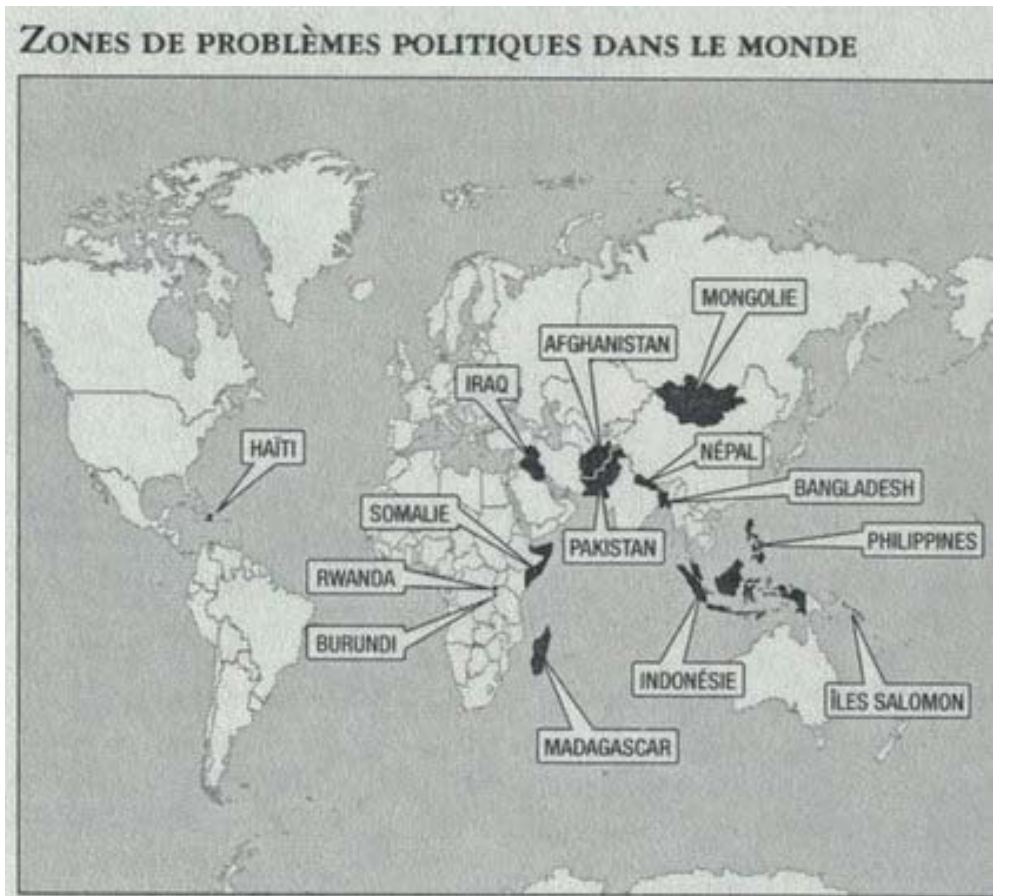 ZONES DE PROBLÈMES POLITIQUES DANS LE MONDE
MONGOLIE
AFGHANISTAN
IRAQ
HAÏTI
NÉPAL
BANGLADESH
SOMALIE
PAKISTAN
PHILIPPINES
RWANDA
BURUNDI
INDONÉSIE
ÎLES SALOMON
MADAGASCAR